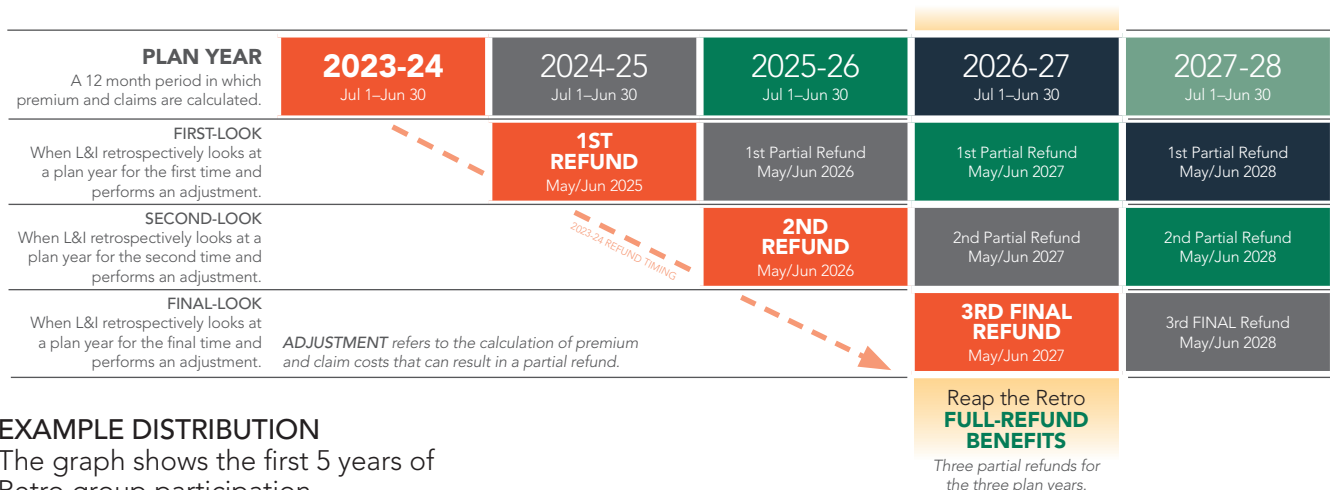 PLAN YEAR
A 12 month period in which
premium and claims are calculated.
2023-24
Jul 1–Jun 30
2024-25
Jul 1–Jun 30
2025-26
Jul 1–Jun 30
2026-27
Jul 1–Jun 30
2027-28
Jul 1–Jun 30
FIRST-LOOK
When L&I retrospectively looks at
a plan year for the first time and
performs an adjustment.
1ST
REFUND
May/Jun 2025
1st Partial Refund
May/Jun 2026
1st Partial Refund
May/Jun 2027
1st Partial Refund
May/Jun 2028
SECOND-LOOK
When L&I retrospectively looks at a
plan year for the second time and
performs an adjustment.
2023-24 REFUND TIMING
2ND
REFUND
May/Jun 2026
2nd Partial Refund
May/Jun 2027
2nd Partial Refund
May/Jun 2028
FINAL-LOOK
When L&I retrospectively looks at
a plan year for the final time and
performs an adjustment.
ADJUSTMENT refers to the calculation of premium
and claim costs that can result in a partial refund.
3RD FINAL
REFUND
May/Jun 2027
3rd FINAL Refund
May/Jun 2028
Reap the Retro
FULL-REFUND
BENEFITS
Three partial refunds for
the three plan years.
EXAMPLE DISTRIBUTION
The graph shows the first 5 years of
Retro group participation